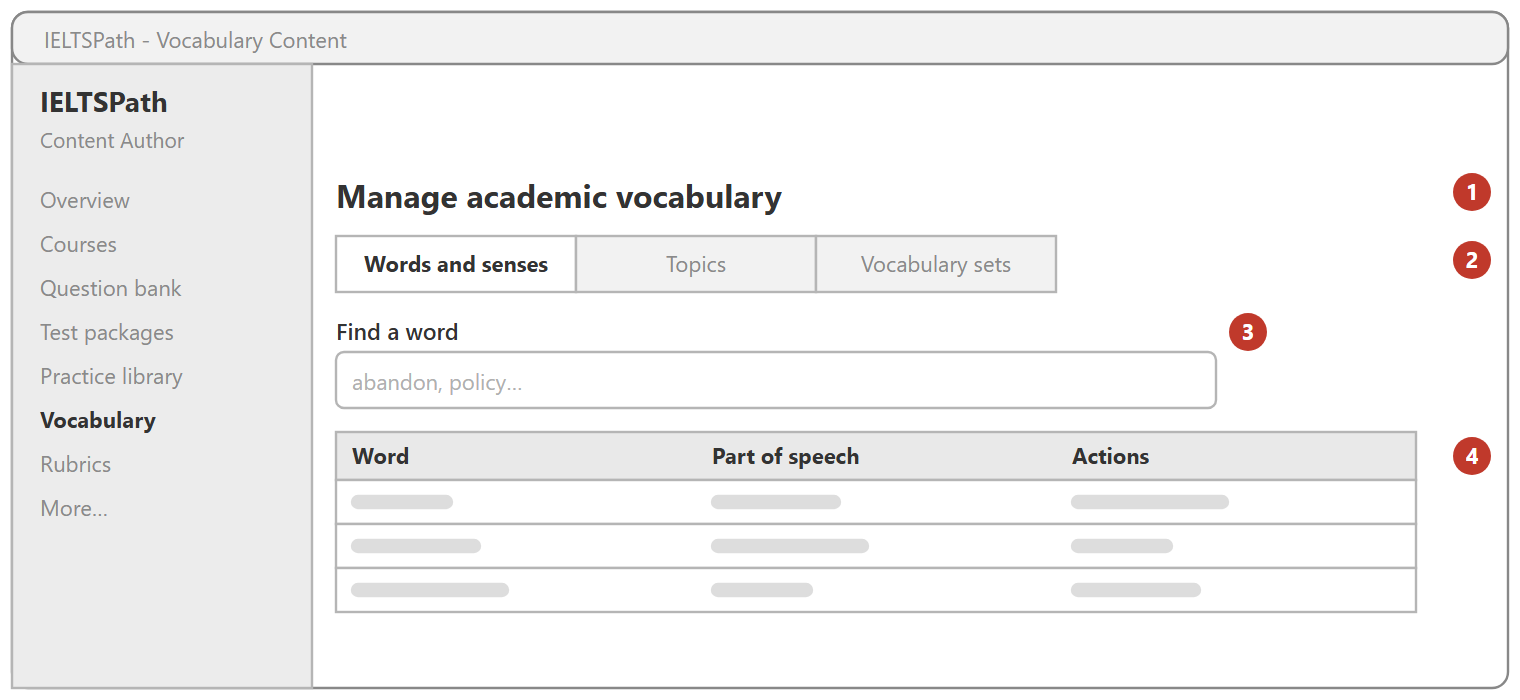 IELTSPath - Vocabulary Content
IELTSPath
Content Author
Overview
Courses
Question bank
Test packages
Practice library
Vocabulary
Rubrics
More...
Manage academic vocabulary
1
Words and senses Topics Vocabulary sets
2
Find a word
3
abandon, policy...
Word Part of speech Actions
4